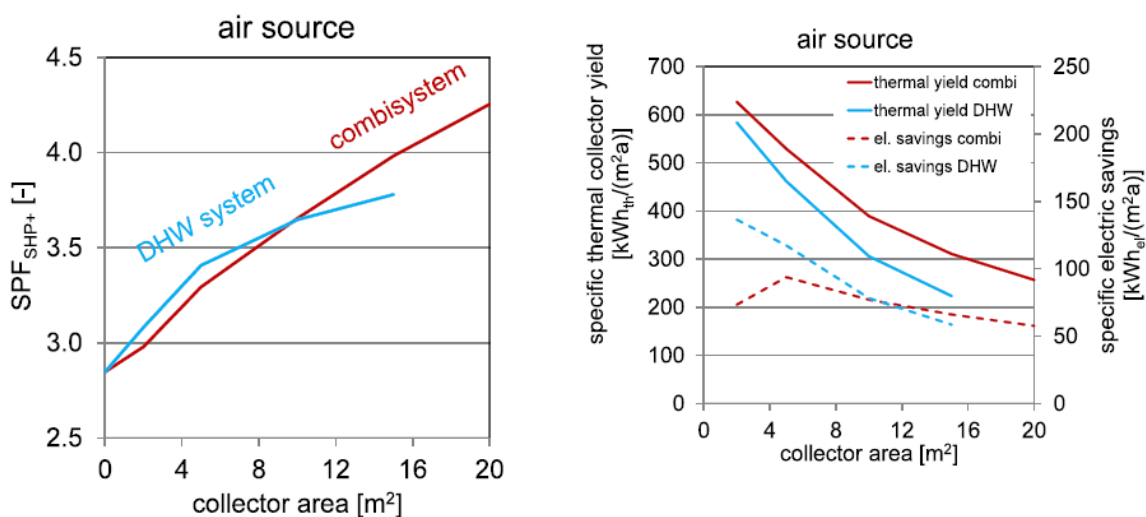 air source
4.5
4.0
3.5
3.0
2.5
SPFSHP+ [-]
DHW system
combisystem
0 4 8 12 16 20
collector area [m²]
air source
specific thermal collector yield
[kWhth/(m²a)]
700
600
500
400
300
200
100
0
thermal yield combi
thermal yield DHW
el. savings combi
el. savings DHW
250
200
150
100
50
0
specific electric savings
[kWhel/(m²a)]
0 4 8 12 16 20
collector area [m²]